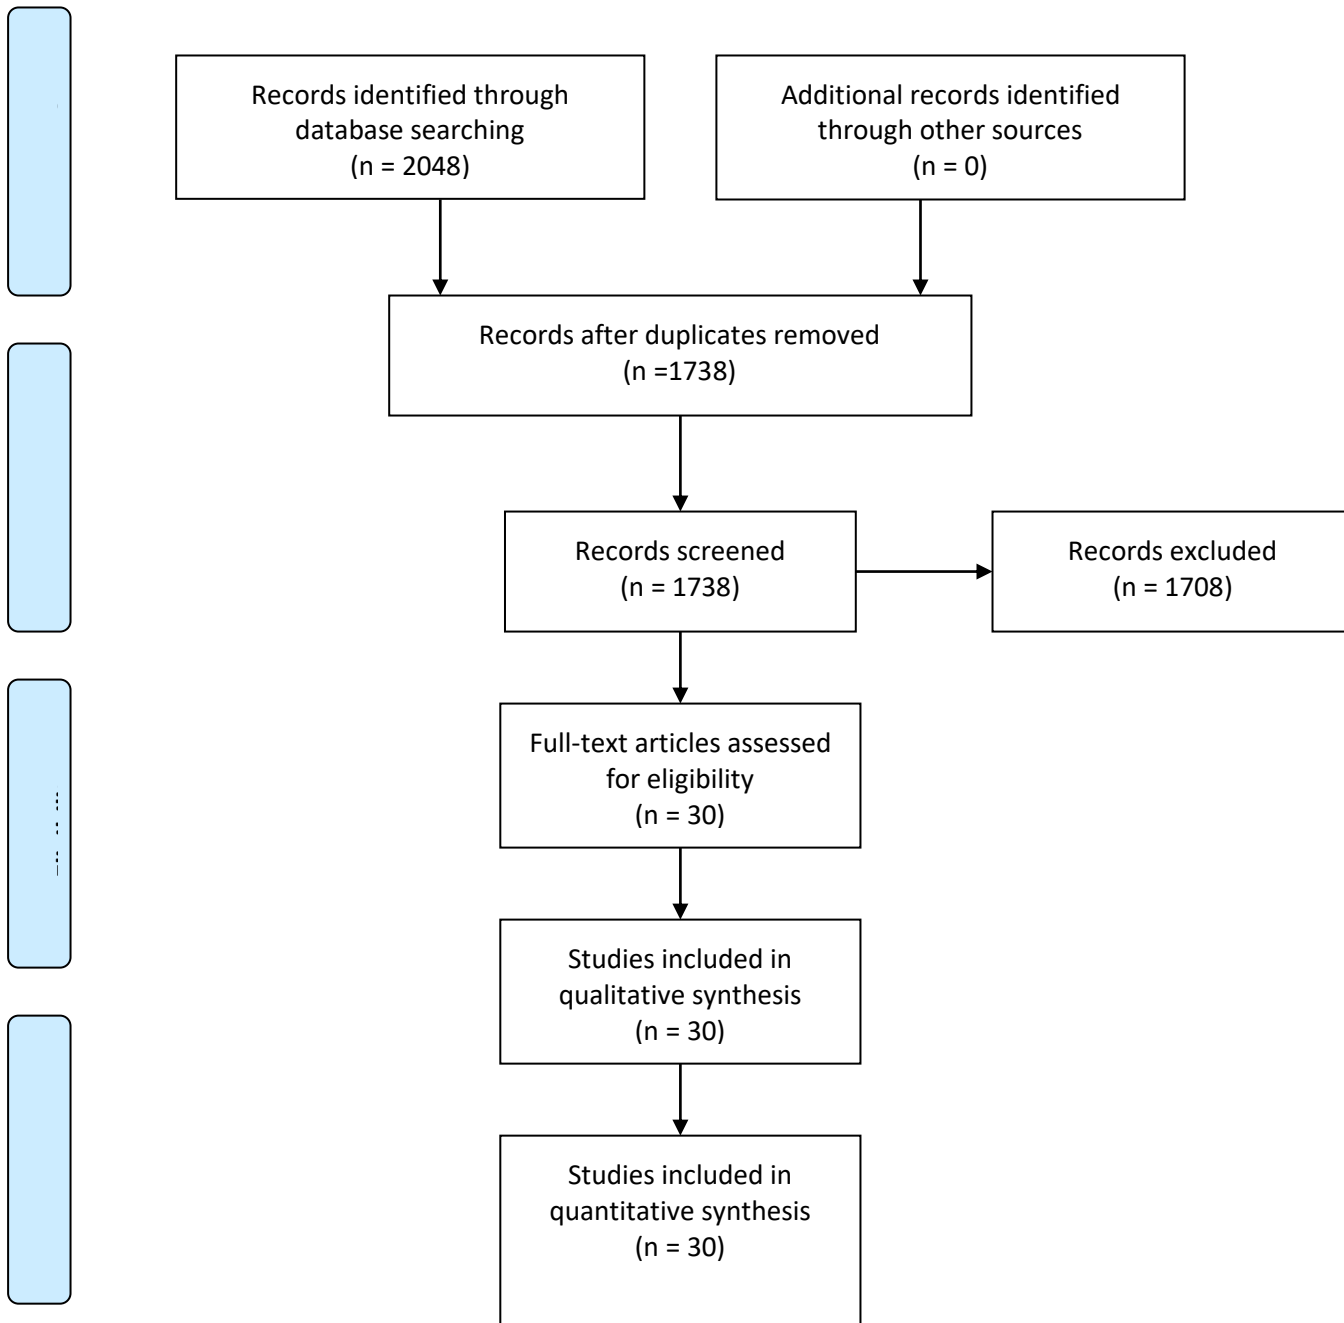 Records identified through
database searching
(n = 2048)
Additional records identified
through other sources
(n = 0)
Records after duplicates removed
(n =1738)
Records screened
(n = 1738)
Records excluded
(n = 1708)
Full-text articles assessed
for eligibility
(n = 30)
Studies included in
qualitative synthesis
(n = 30)
Studies included in
quantitative synthesis
(n = 30)